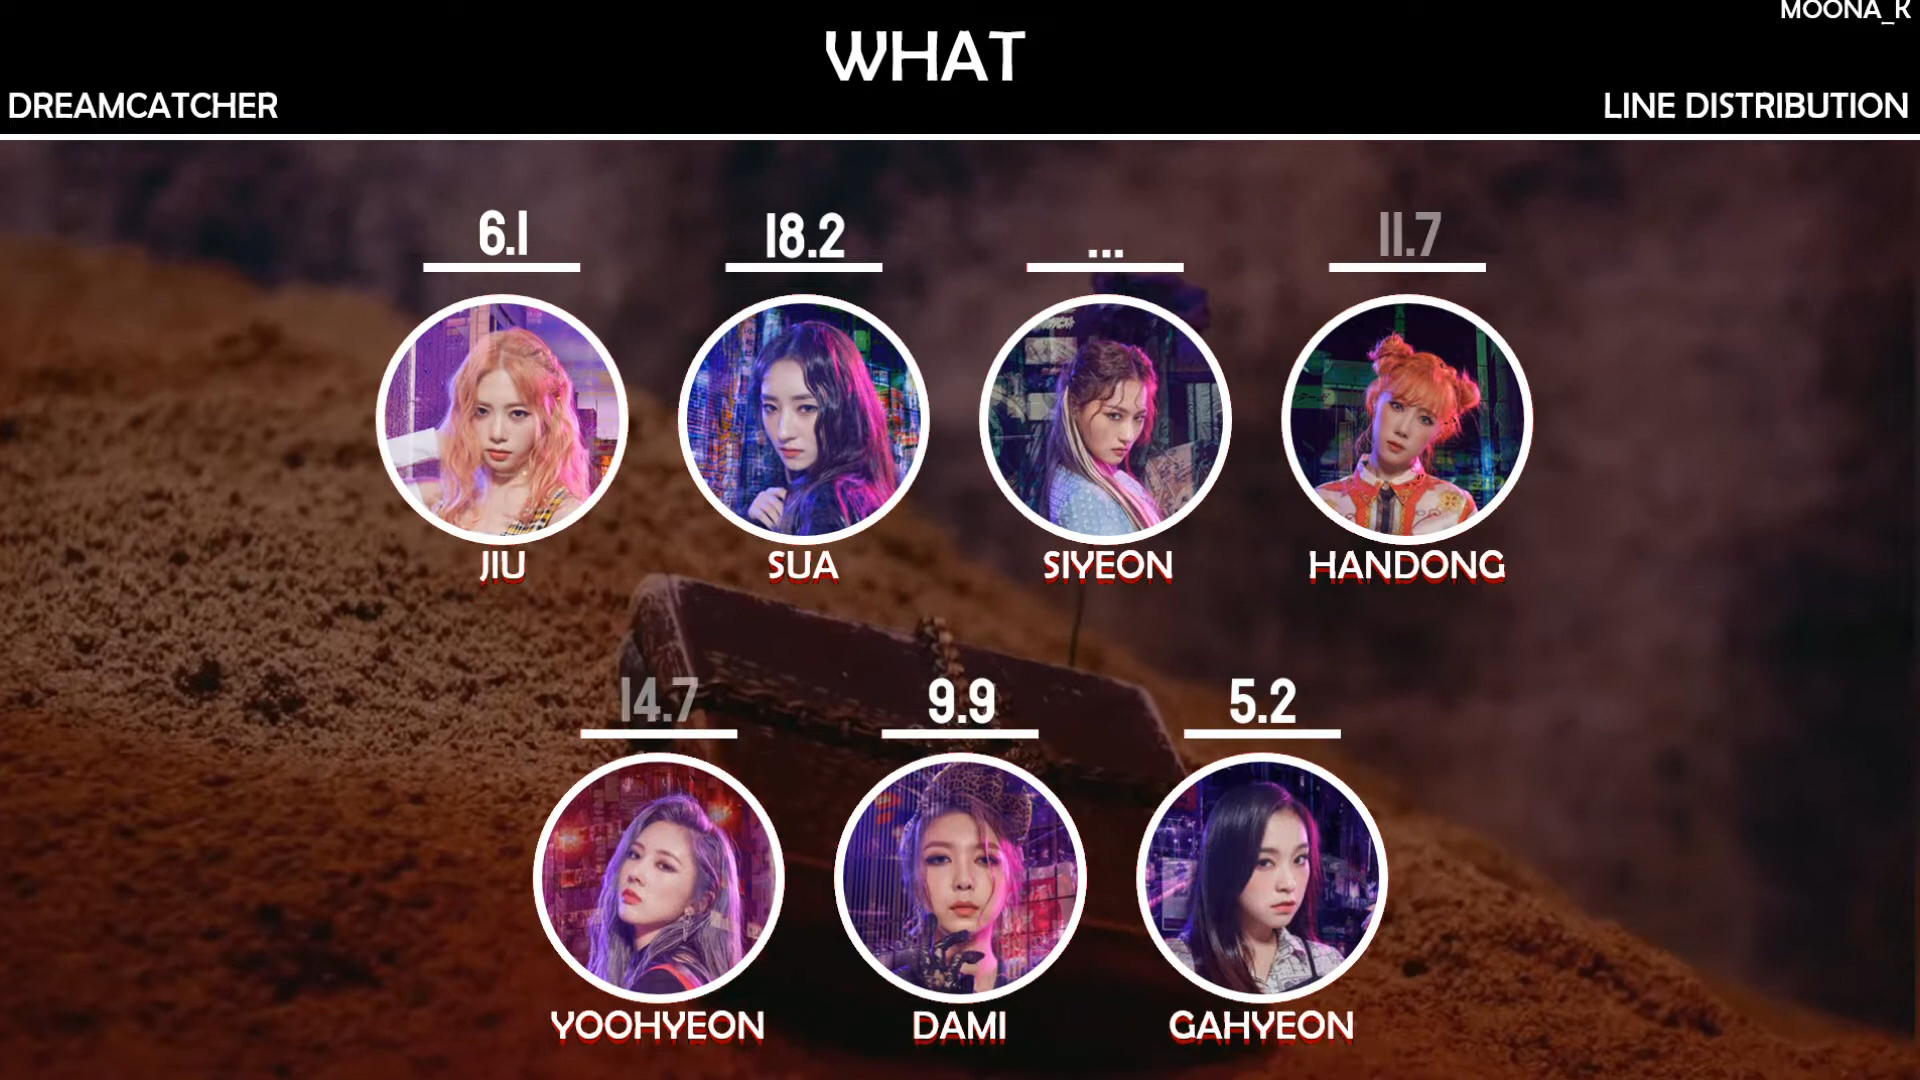 MOONA_K
WHAT
DREAMCATCHER
LINE DISTRIBUTION
6.1
18.2
...
11.7
JIU
SUA
SIYEON
HANDONG
14.7
9.9
5.2
YOOHYEON
DAMI
GAHYEON